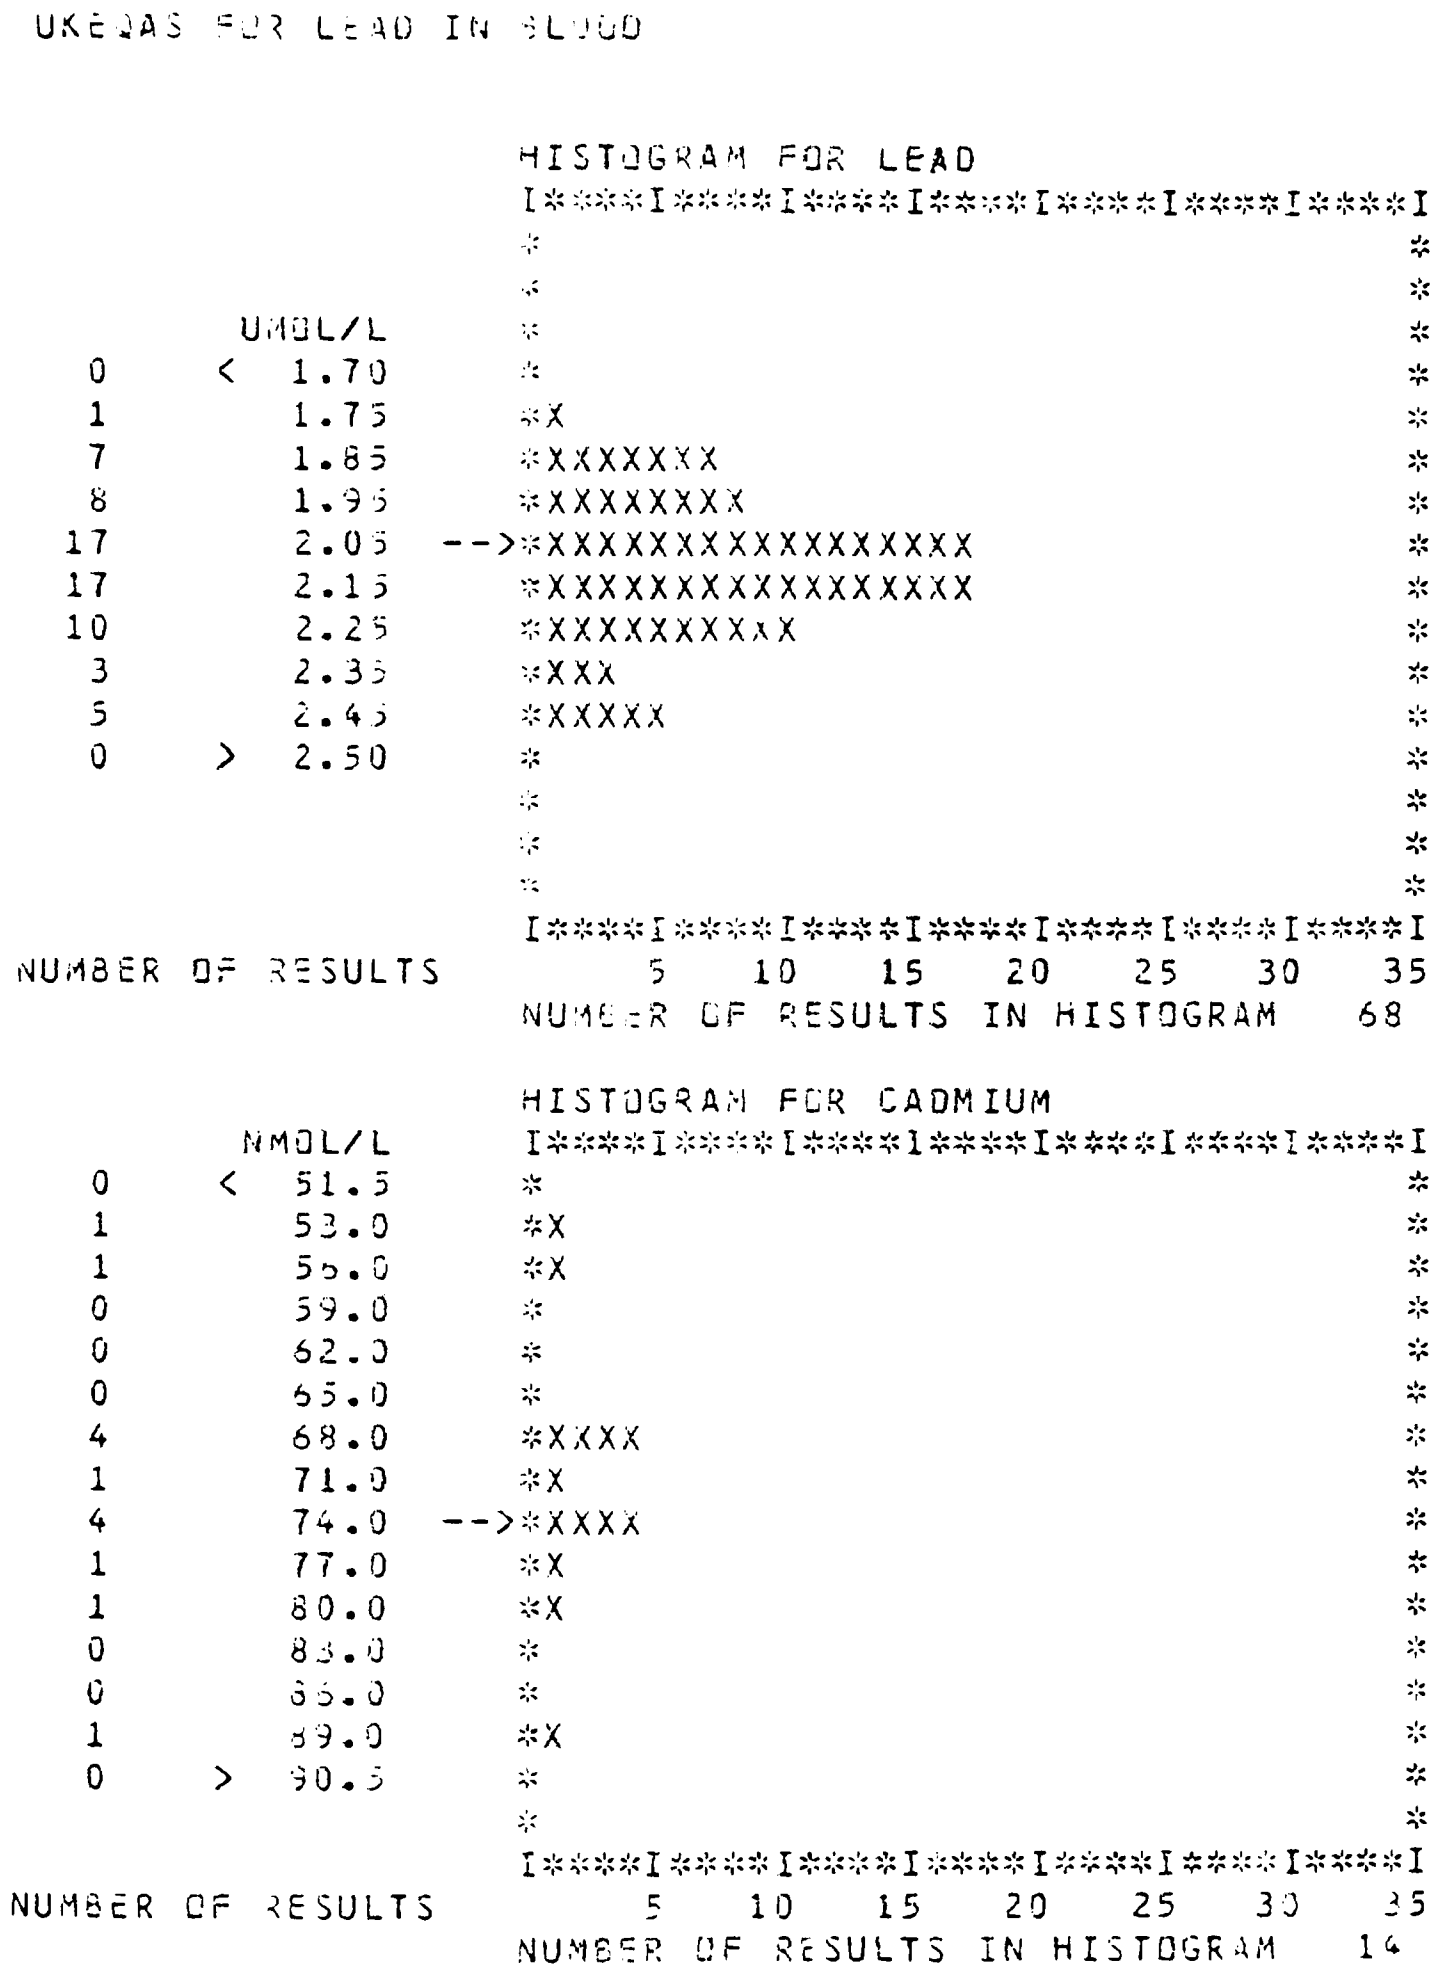 UKEQAS FOR LEAD IN BLOOD
HISTOGRAM FOR LEAD
I****I****I****I****I****I****I****I
* *
* *
UMOL/L * *
0 < 1.70 * *
1 1.75 *X *
7 1.85 *XXXXXXX *
8 1.95 *XXXXXXXX *
17 2.05 -->*XXXXXXXXXXXXXXXXX *
17 2.15 *XXXXXXXXXXXXXXXXX *
10 2.25 *XXXXXXXXXX *
3 2.35 *XXX *
5 2.45 *XXXXX *
0 > 2.50 * *
* *
* *
* *
I****I****I****I****I****I****I****I
NUMBER OF RESULTS 5 10 15 20 25 30 35
NUMBER OF RESULTS IN HISTOGRAM 68
HISTOGRAM FOR CADMIUM
NMOL/L I****I****I****I****I****I****I****I
0 < 51.5 * *
1 53.0 *X *
1 56.0 *X *
0 59.0 * *
0 62.0 * *
0 65.0 * *
4 68.0 *XXXX *
1 71.0 *X *
4 74.0 -->*XXXX *
1 77.0 *X *
1 80.0 *X *
0 83.0 * *
0 86.0 * *
1 89.0 *X *
0 > 90.5 * *
* *
I****I****I****I****I****I****I****I
NUMBER OF RESULTS 5 10 15 20 25 30 35
NUMBER OF RESULTS IN HISTOGRAM 14